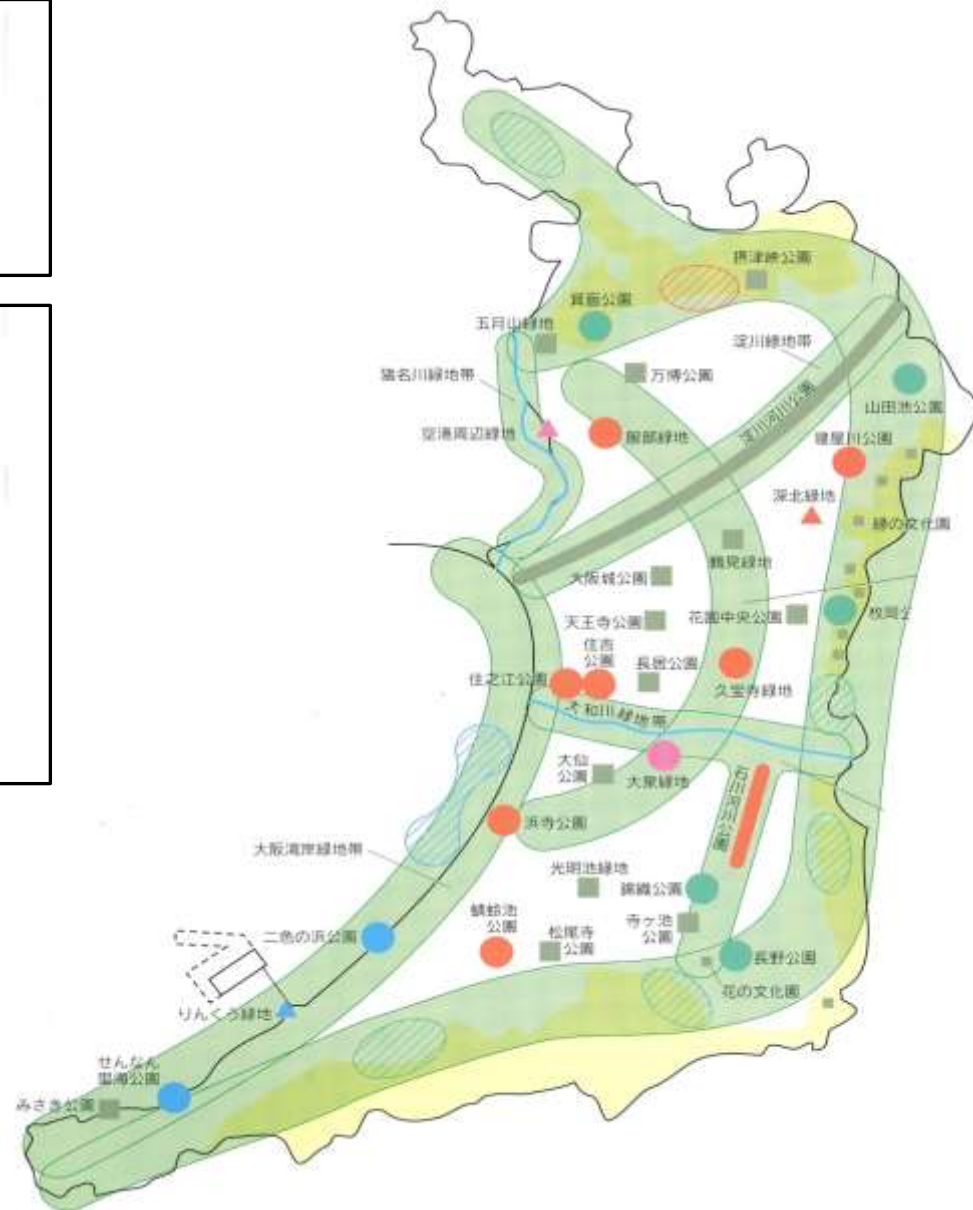 摂津峡公園
箕面公園
五月山緑地
淀川緑地帯
猪名川緑地帯
万博公園
山田池公園
淀川河川公園
空港周辺緑地
服部緑地
寝屋川公園
深北緑地
緑の文化園
鶴見緑地
大阪城公園
枚岡公
天王寺公園
花園中央公園
住吉
公園
長居公園
住之江公園
久宝寺緑地
大和川緑地帯
大仙
公園
大泉緑地
石川河川公園
浜寺公園
大阪湾岸緑地帯
光明池緑地
錦織公園
蜻蛉池
公園
寺ヶ池
公園
二色の浜公園
松尾寺
公園
長野公園
花の文化園
りんくう緑地
せんなん
里海公園
みさき公園